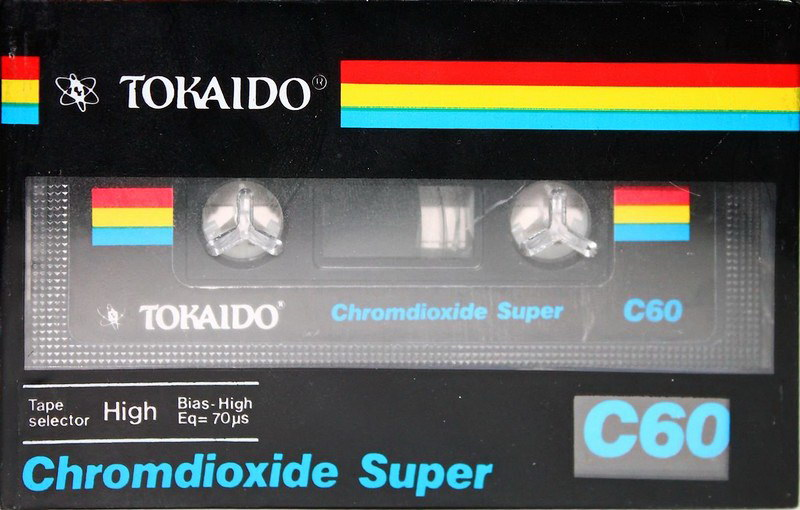 TOKAIDO®
TOKAIDO® Chromdioxide Super C60
Tape selector High Bias-High Eq= 70µs
C60
Chromdioxide Super